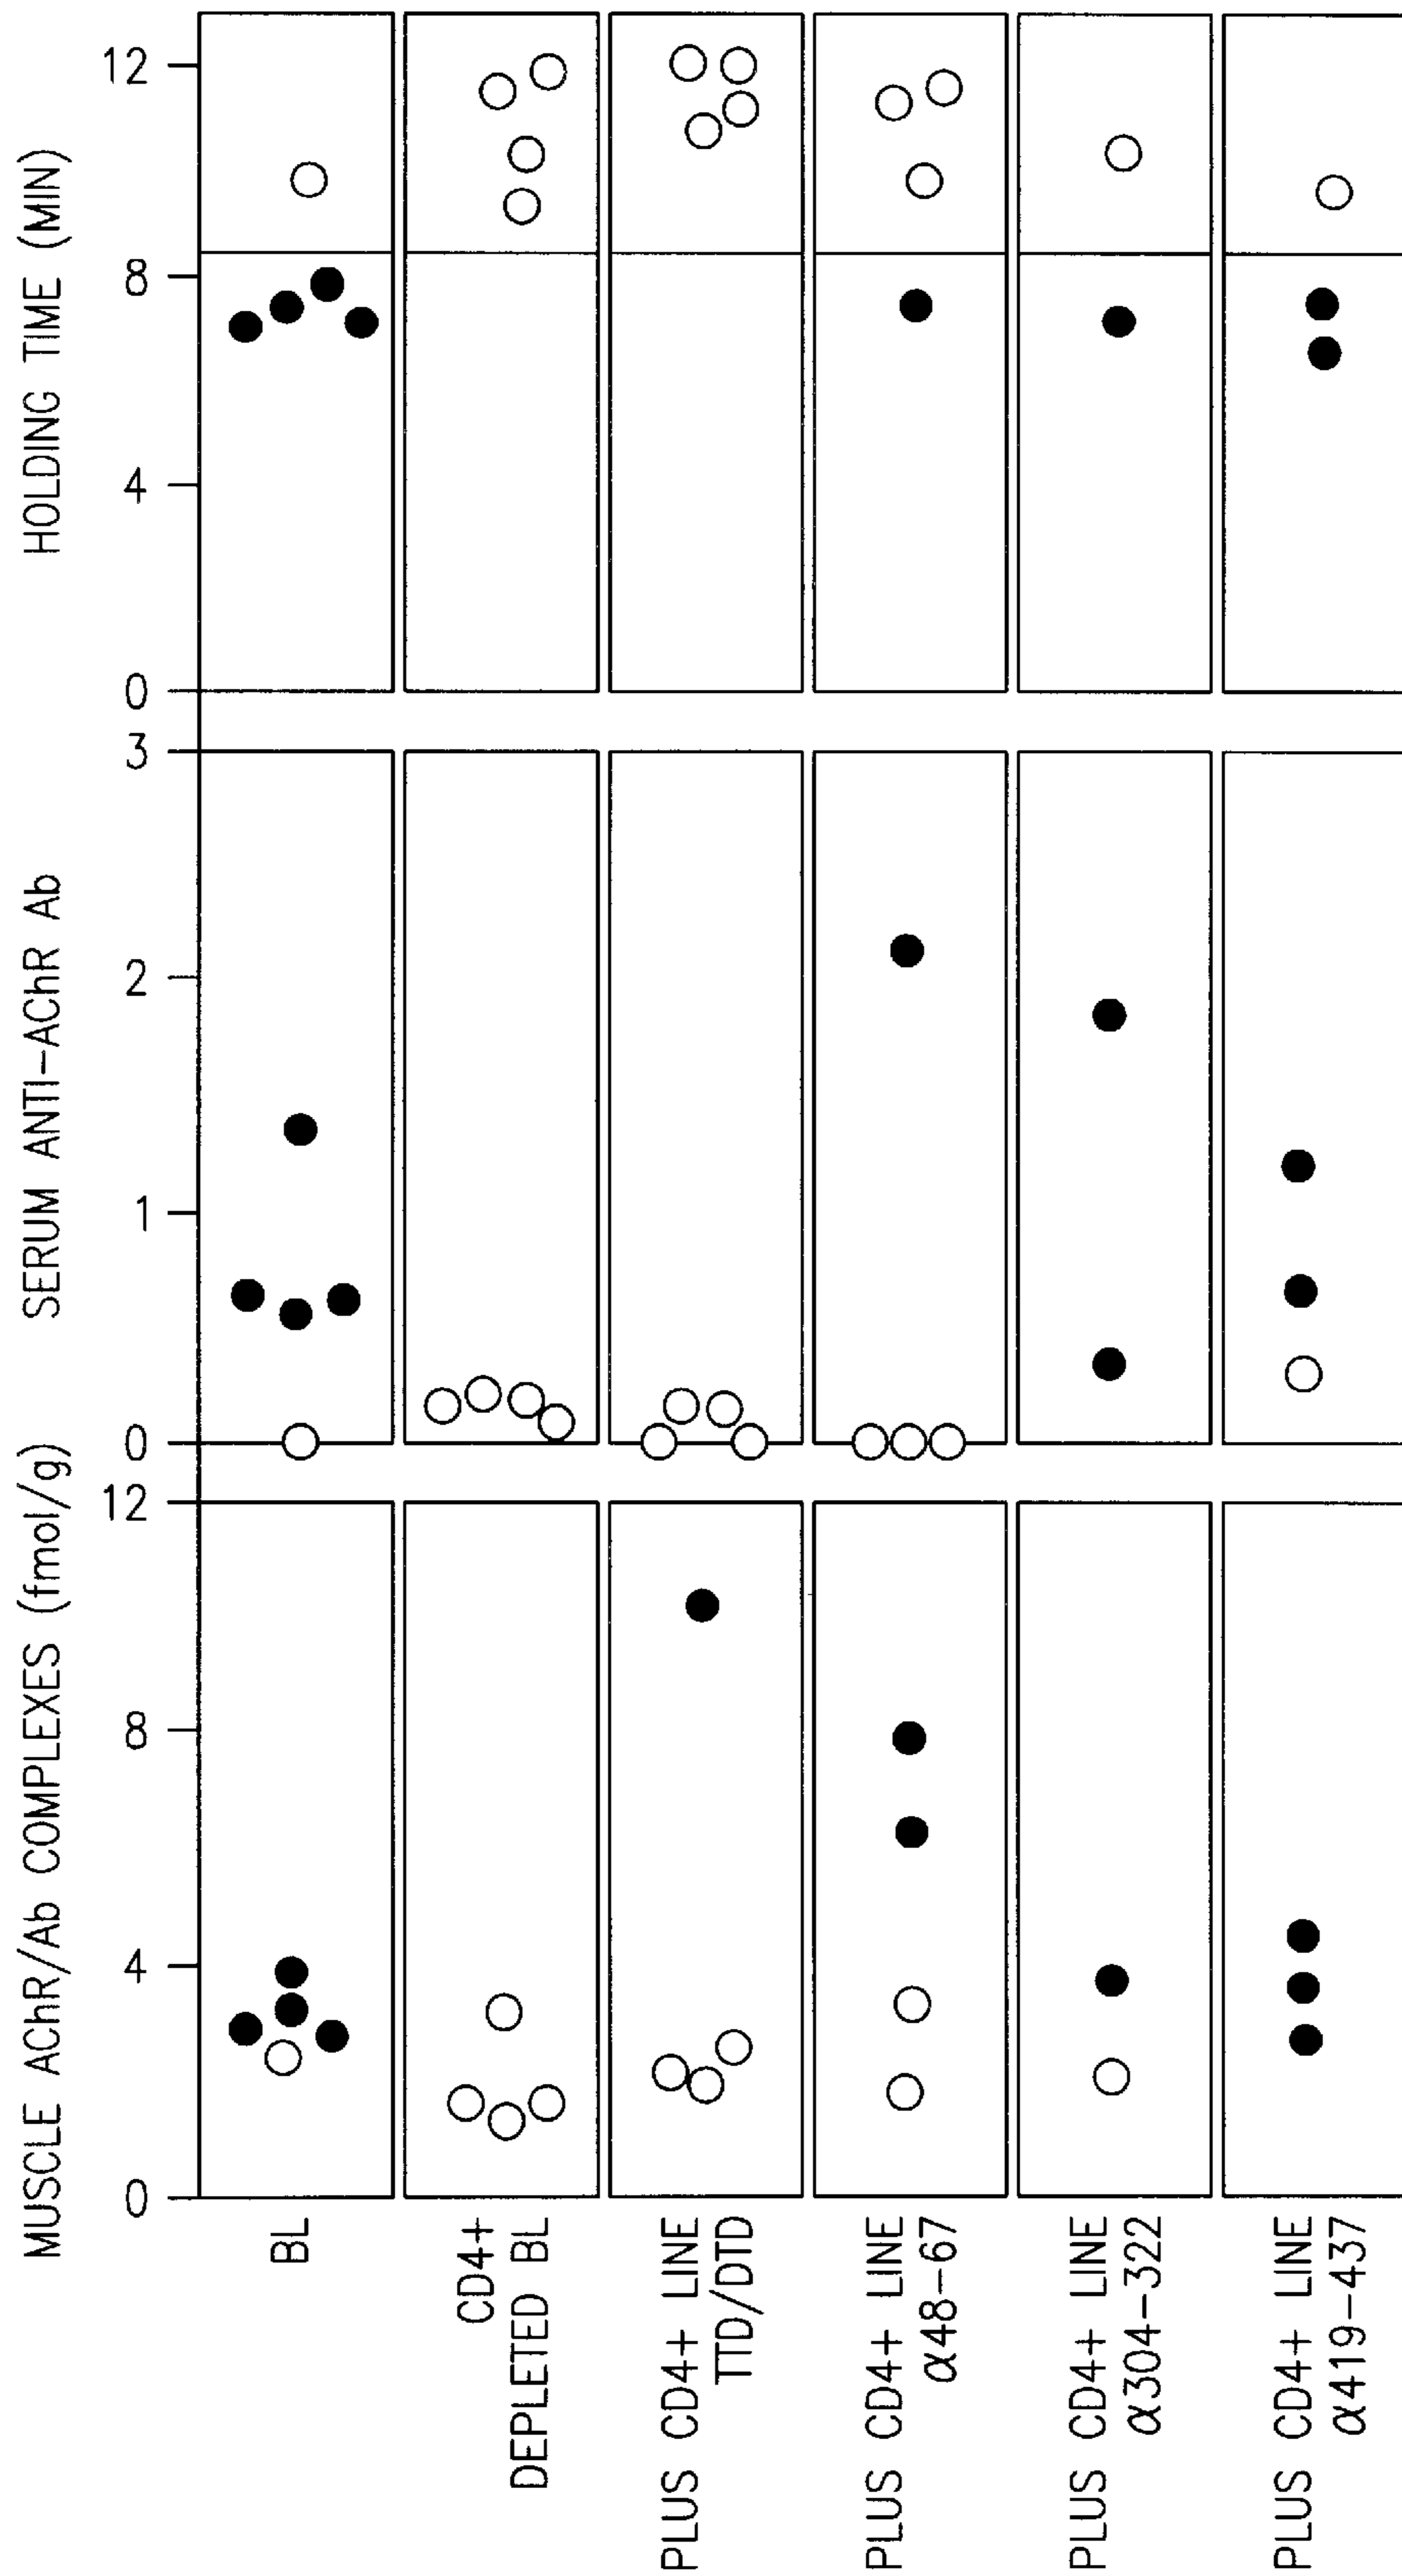 HOLDING TIME (MIN)
12
8
4
0
SERUM ANTI-AChR Ab
3
2
1
0
MUSCLE AChR/Ab COMPLEXES (fmol/g)
12
8
4
0
BL
CD4+
DEPLETED BL
PLUS CD4+ LINE
TTD/DTD
PLUS CD4+ LINE
α48-67
PLUS CD4+ LINE
α304-322
PLUS CD4+ LINE
α419-437